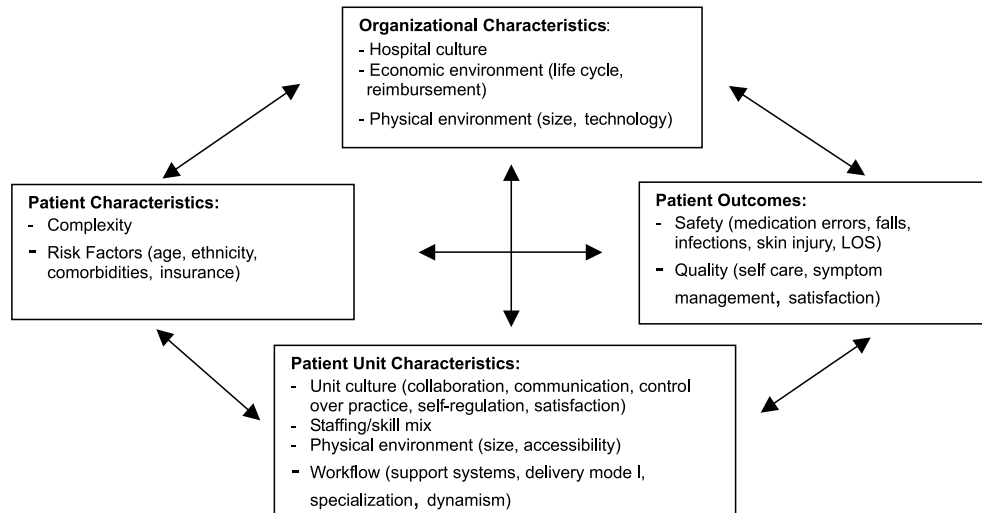 Organizational Characteristics:
- Hospital culture
- Economic environment (life cycle,
reimbursement)
- Physical environment (size, technology)
Patient Characteristics:
- Complexity
- Risk Factors (age, ethnicity,
comorbidities, insurance)
Patient Outcomes:
- Safety (medication errors, falls,
infections, skin injury, LOS)
- Quality (self care, symptom
management, satisfaction)
Patient Unit Characteristics:
- Unit culture (collaboration, communication, control
over practice, self-regulation, satisfaction)
- Staffing/skill mix
- Physical environment (size, accessibility)
- Workflow (support systems, delivery mode l,
specialization, dynamism)